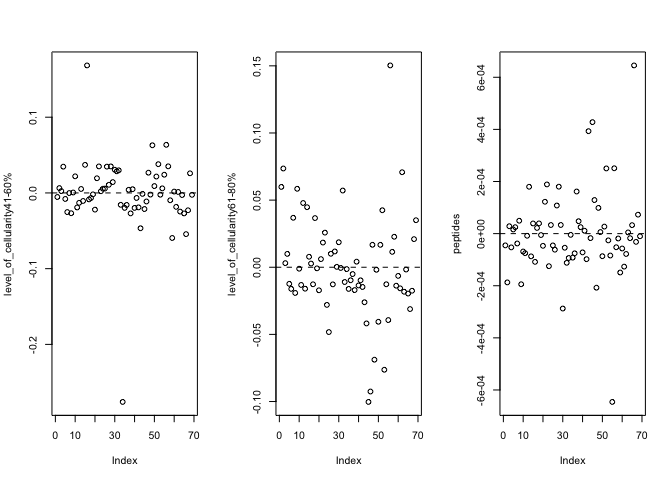 level_of_cellularity41-60%
0.1
0.0
-0.1
-0.2
0 10 30 50 70
Index
level_of_cellularity61-80%
0.15
0.10
0.05
0.00
-0.05
-0.10
0 10 30 50 70
Index
peptides
6e-04
4e-04
2e-04
0e+00
-2e-04
-4e-04
-6e-04
0 10 30 50 70
Index